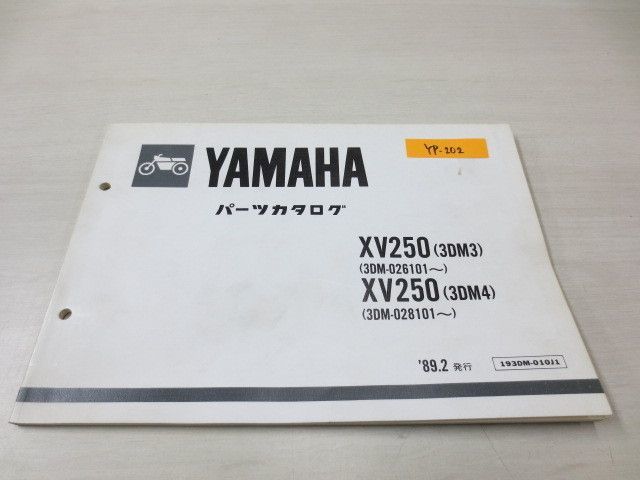 YAMAHA
YP-202
パーツカタログ
XV250 (3DM3)
(3DM-026101〜)
XV250 (3DM4)
(3DM-028101〜)
'89.2 発行
193DM-010J1